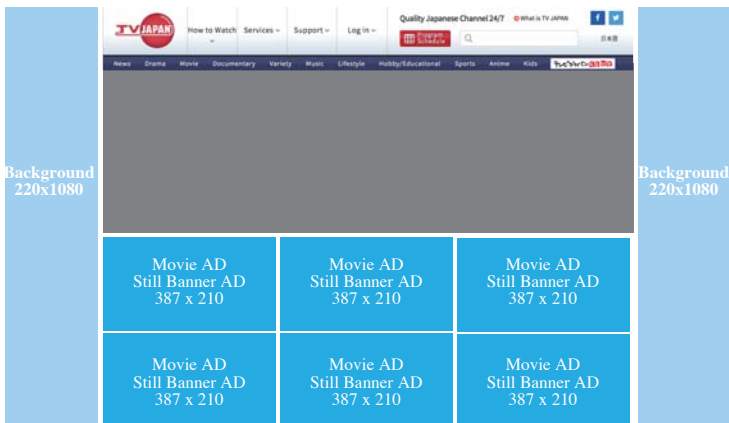 Quality Japanese Channel 24/7
What is TV JAPAN
TV JAPAN
How to Watch Services Support Log in
Program
Schedule
日本語
News Drama Movie Documentary Variety Music Lifestyle Hobby/Educational Sports Anime Kids
Background
220x1080
Background
220x1080
Movie AD
Still Banner AD
387 x 210
Movie AD
Still Banner AD
387 x 210
Movie AD
Still Banner AD
387 x 210
Movie AD
Still Banner AD
387 x 210
Movie AD
Still Banner AD
387 x 210
Movie AD
Still Banner AD
387 x 210